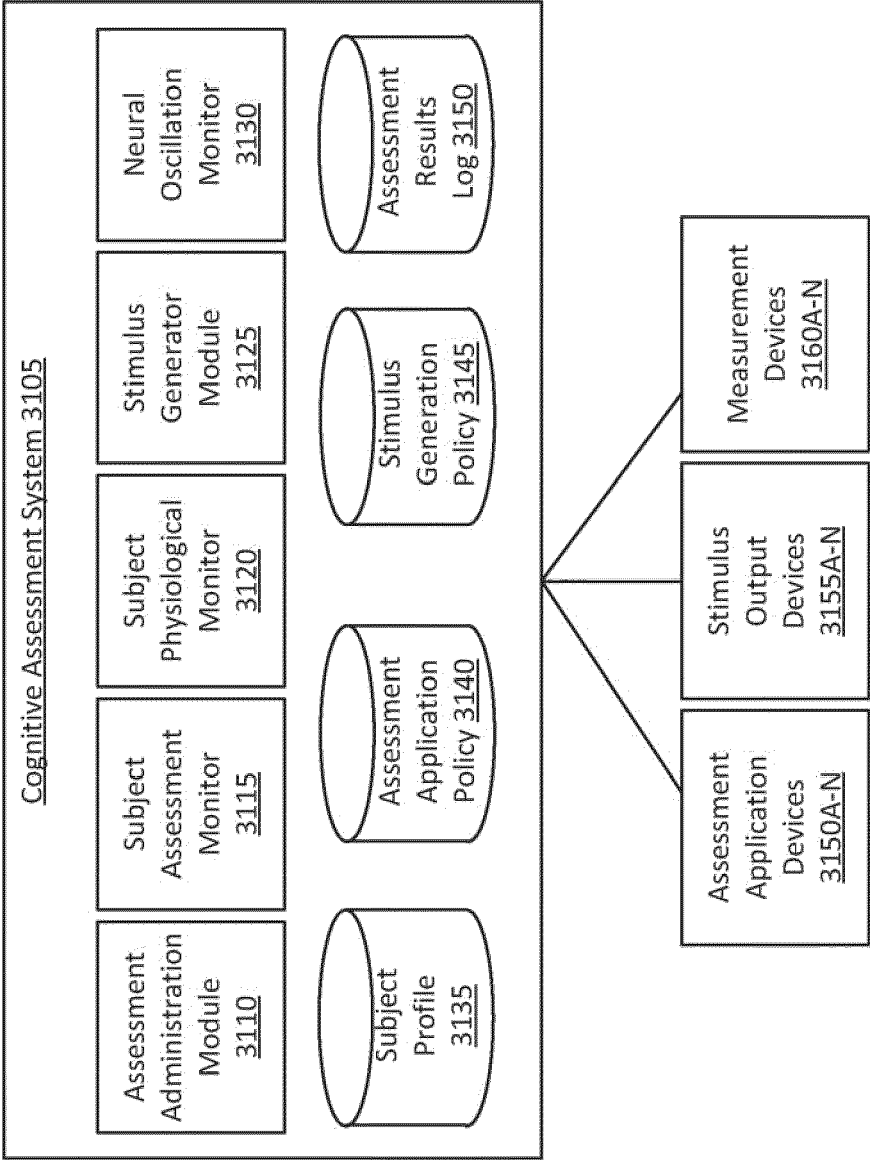 Cognitive Assessment System 3105
Assessment
Administration
Module
3110
Subject
Assessment
Monitor
3115
Subject
Physiological
Monitor
3120
Stimulus
Generator
Module
3125
Neural
Oscillation
Monitor
3130
Subject
Profile
3135
Assessment
Application
Policy 3140
Stimulus
Generation
Policy 3145
Assessment
Results
Log 3150
Assessment
Application
Devices
3150A-N
Stimulus
Output
Devices
3155A-N
Measurement
Devices
3160A-N